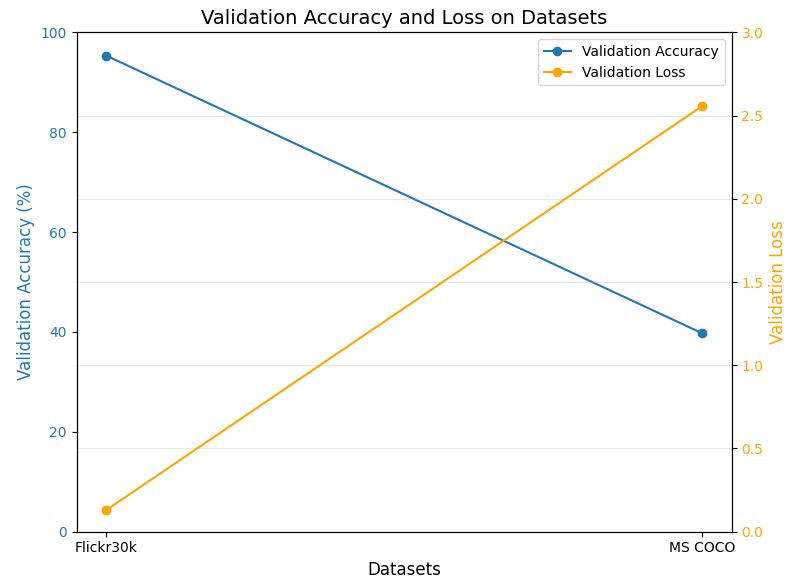 Validation Accuracy and Loss on Datasets
Validation Accuracy
Validation Loss
Validation Accuracy (%)
100
80
60
40
20
0
3.0
2.5
2.0
1.5
1.0
0.5
0.0
Validation Loss
Flickr30k
MS COCO
Datasets